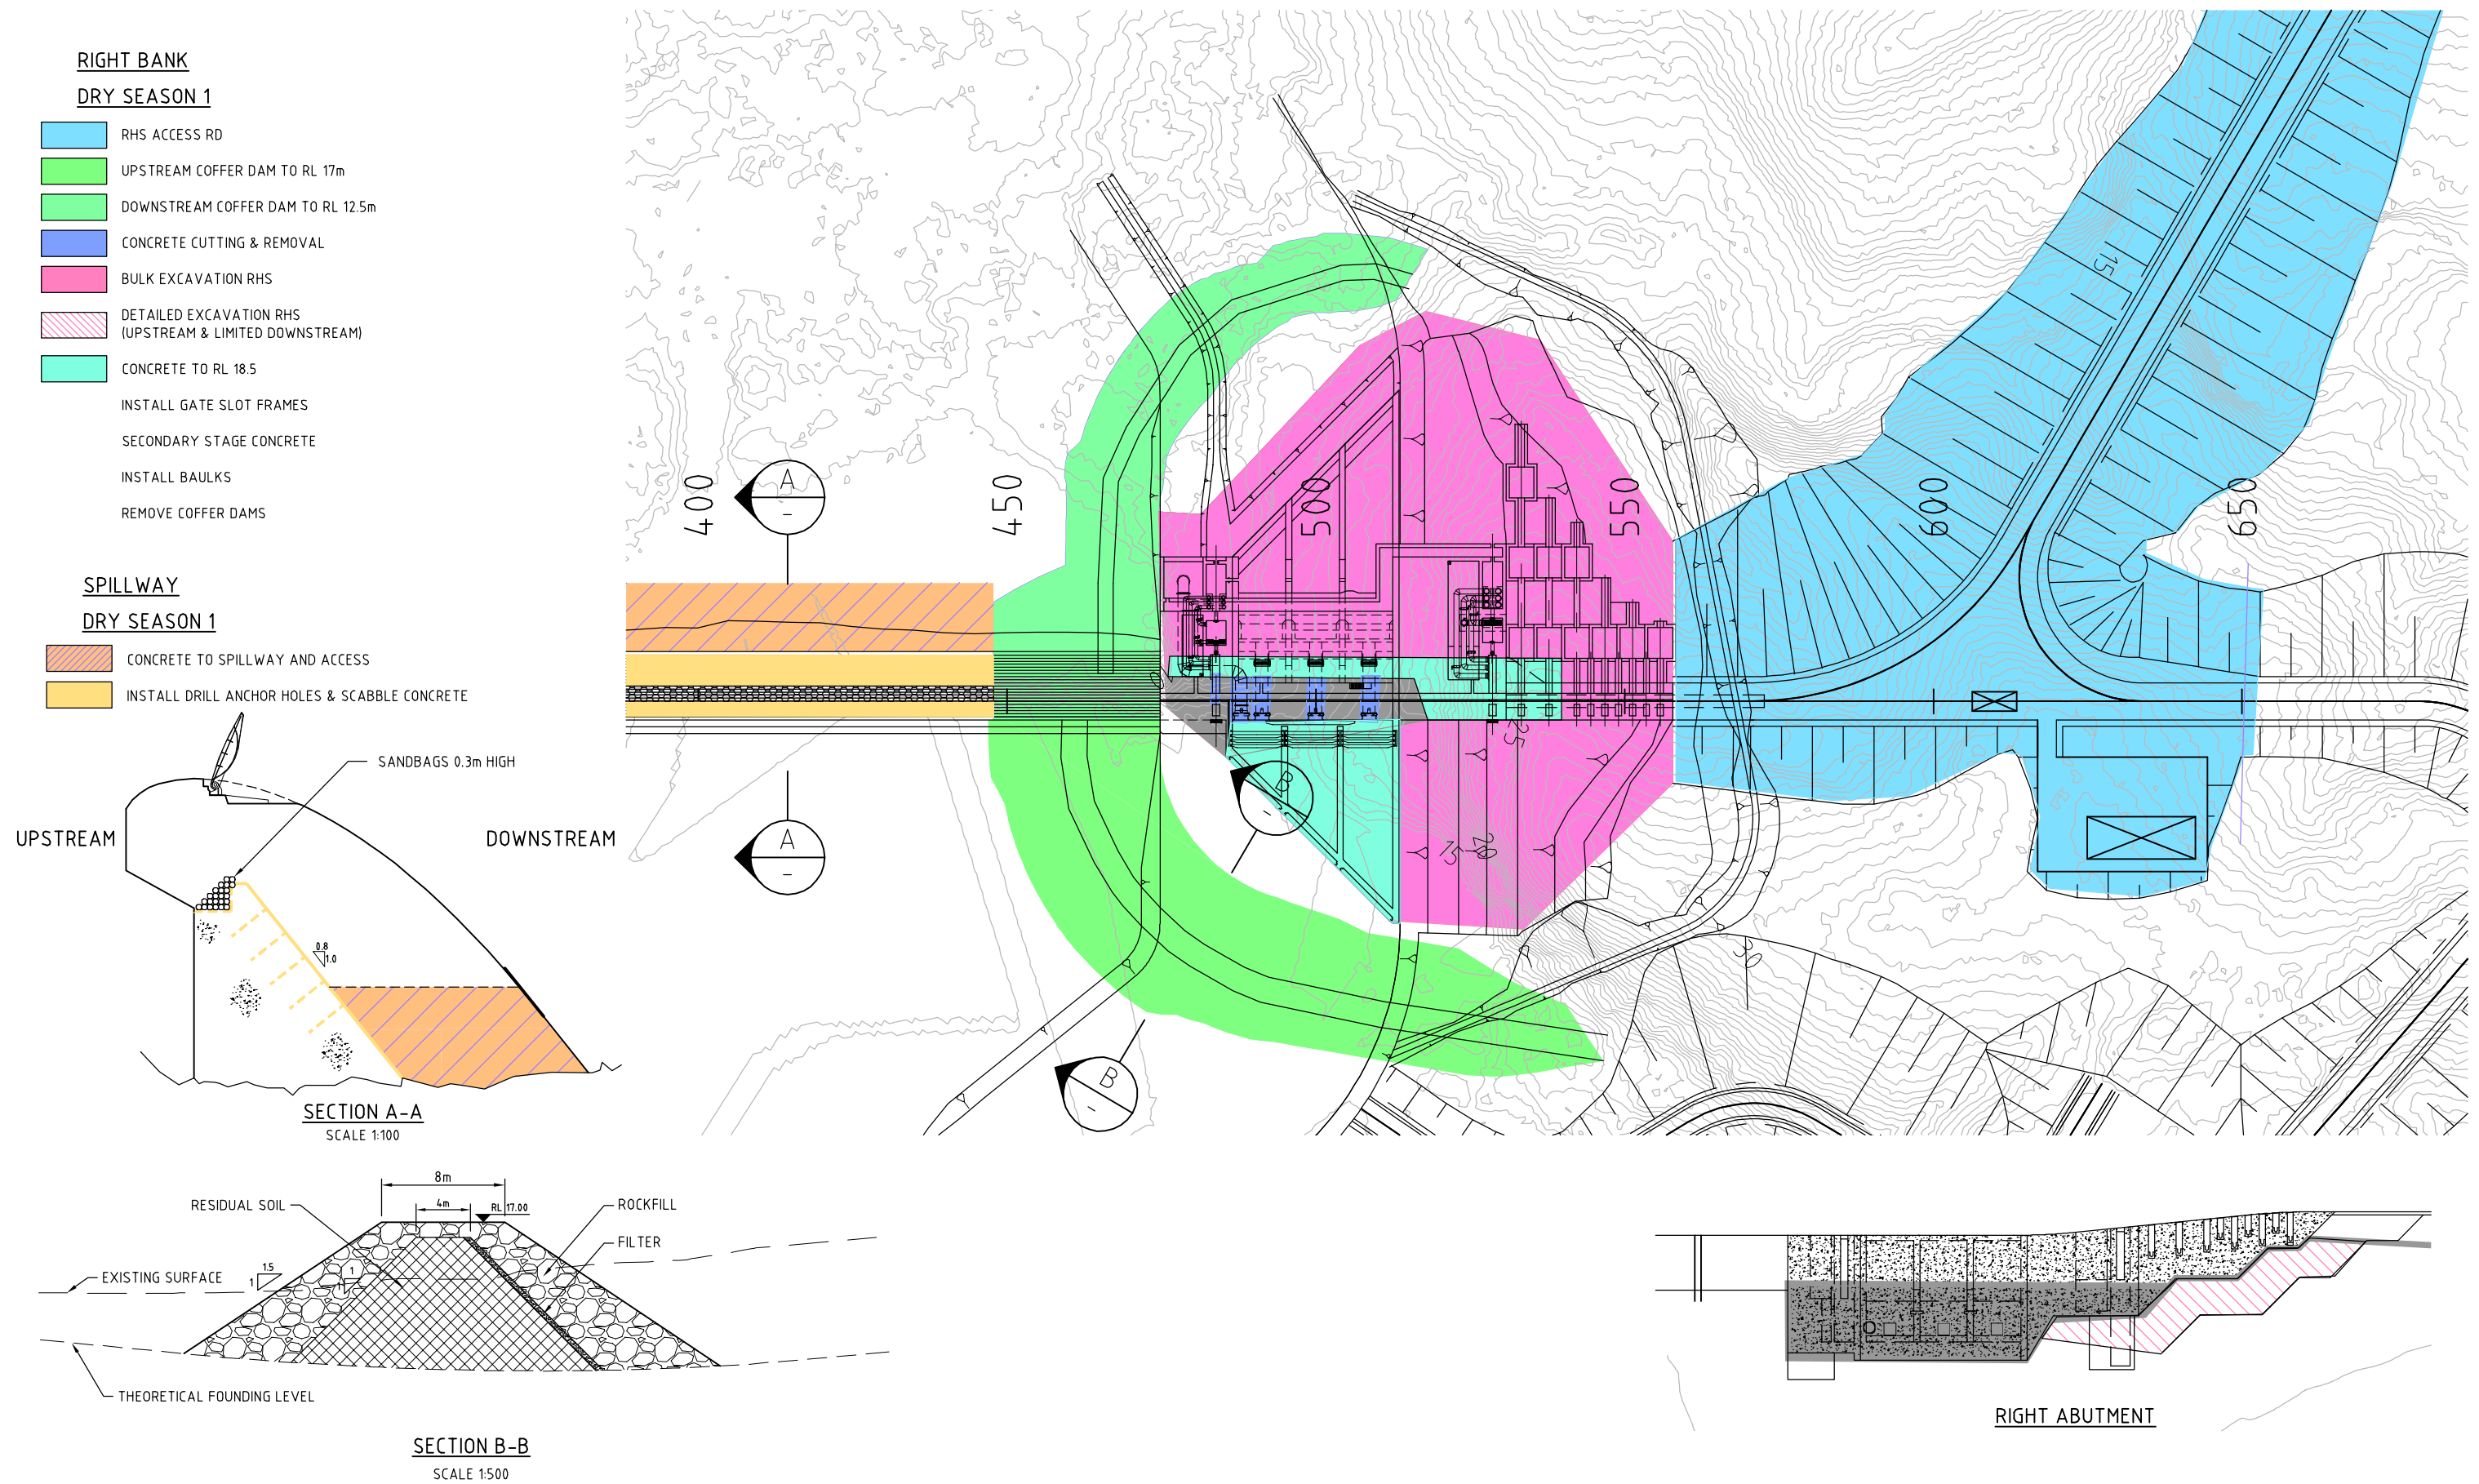 RIGHT BANK
DRY SEASON 1
RHS ACCESS RD
UPSTREAM COFFER DAM TO RL 17m
DOWNSTREAM COFFER DAM TO RL 12.5m
CONCRETE CUTTING & REMOVAL
BULK EXCAVATION RHS
DETAILED EXCAVATION RHS
(UPSTREAM & LIMITED DOWNSTREAM)
CONCRETE TO RL 18.5
INSTALL GATE SLOT FRAMES
SECONDARY STAGE CONCRETE
INSTALL BAULKS
REMOVE COFFER DAMS
SPILLWAY
DRY SEASON 1
CONCRETE TO SPILLWAY AND ACCESS
INSTALL DRILL ANCHOR HOLES & SCABBLE CONCRETE
SANDBAGS 0.3m HIGH
UPSTREAM
DOWNSTREAM
0.8
1.0
SECTION A-A
SCALE 1:100
400
450
500
550
600
650
A
-
A
-
B
-
B
-
15
25
15
20
8m
4m
RL 17.00
RESIDUAL SOIL
ROCKFILL
FILTER
EXISTING SURFACE
1.5
1
1
1
THEORETICAL FOUNDING LEVEL
SECTION B-B
SCALE 1:500
RIGHT ABUTMENT